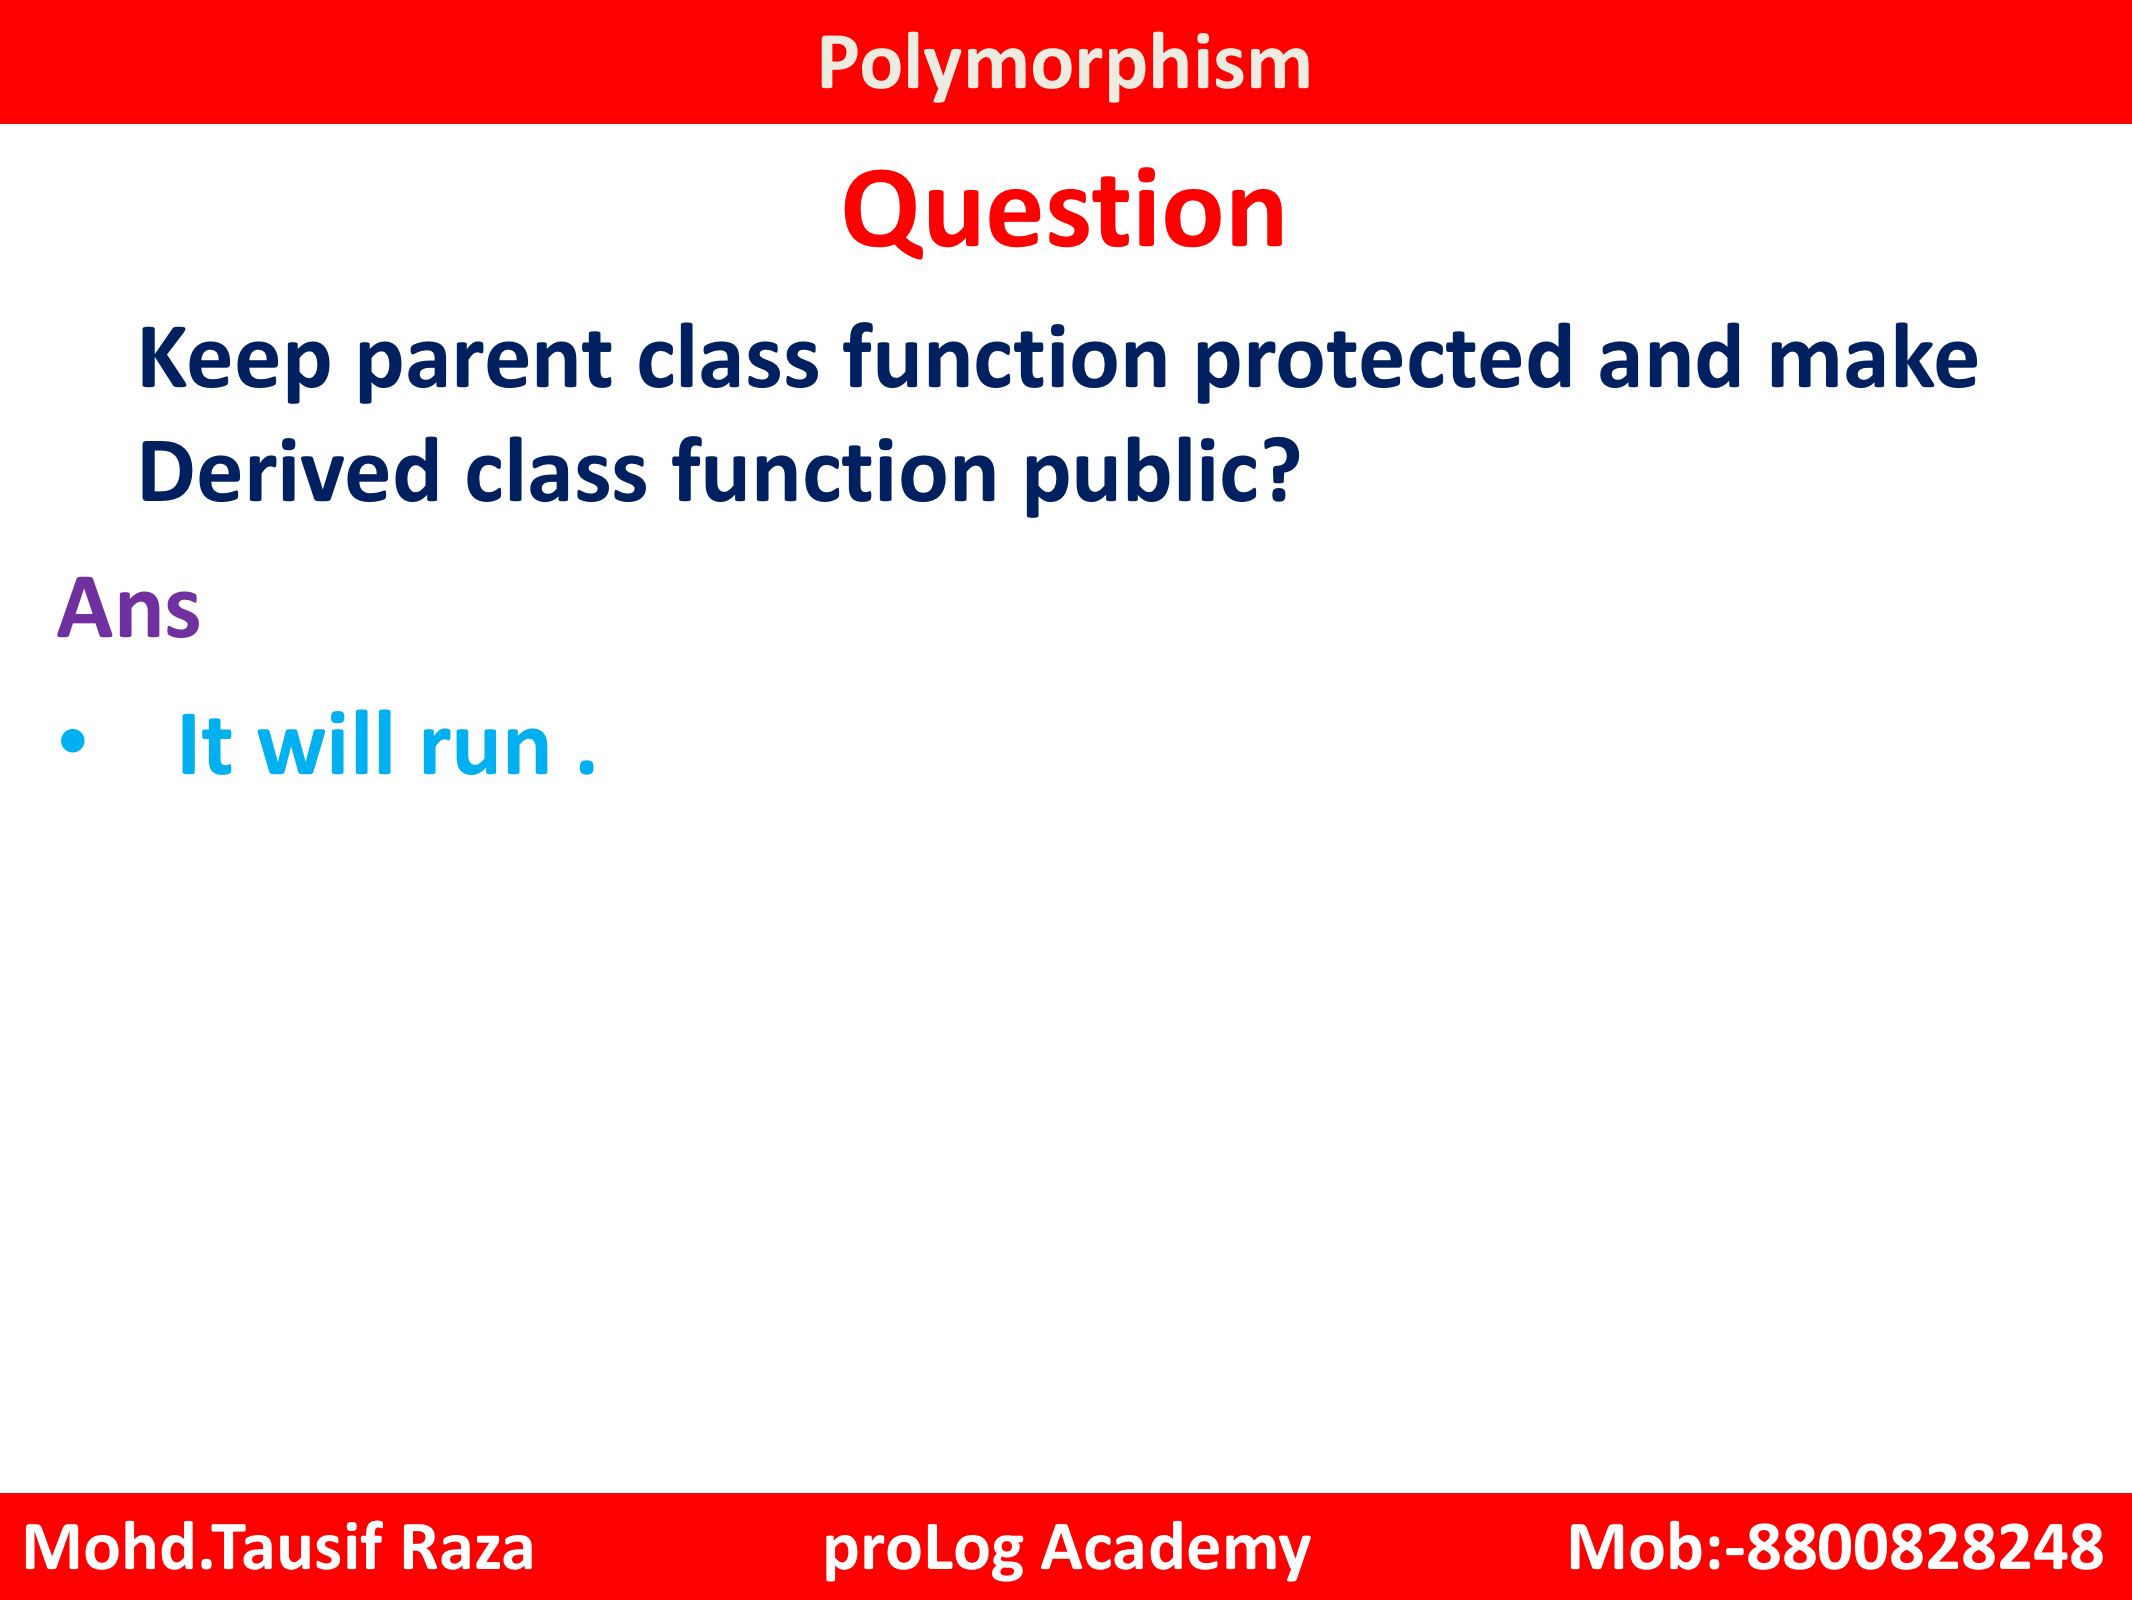 Polymorphism
Question
Keep parent class function protected and make
Derived class function public?
Ans
• It will run .
Mohd.Tausif Raza proLog Academy Mob:-8800828248